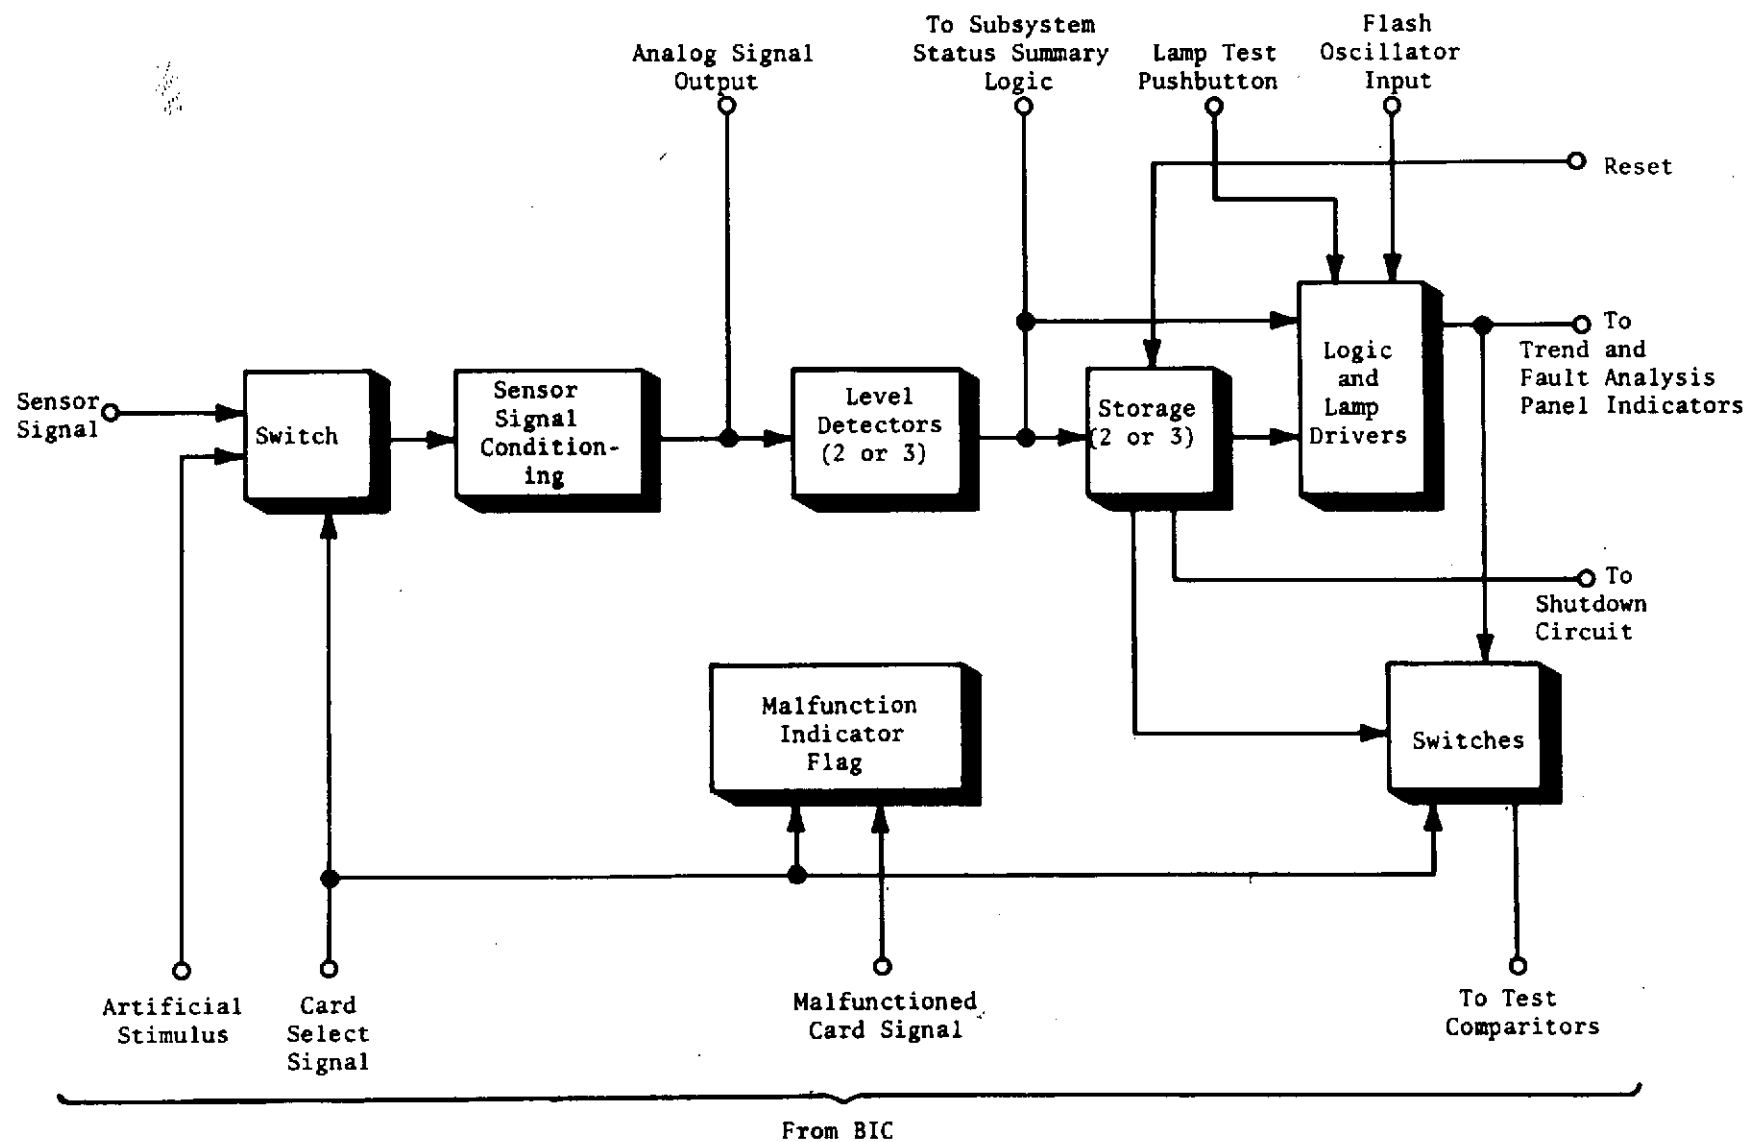 To Subsystem
Status Summary
Logic
Flash
Oscillator
Input
Analog Signal
Output
Lamp Test
Pushbutton
Reset
Sensor
Signal
Switch
Sensor
Signal
Condition-
ing
Level
Detectors
(2 or 3)
Storage
(2 or 3)
Logic
and
Lamp
Drivers
To
Trend and
Fault Analysis
Panel Indicators
To
Shutdown
Circuit
Malfunction
Indicator
Flag
Switches
Artificial
Stimulus
Card
Select
Signal
Malfunctioned
Card Signal
To Test
Comparitors
From BIC